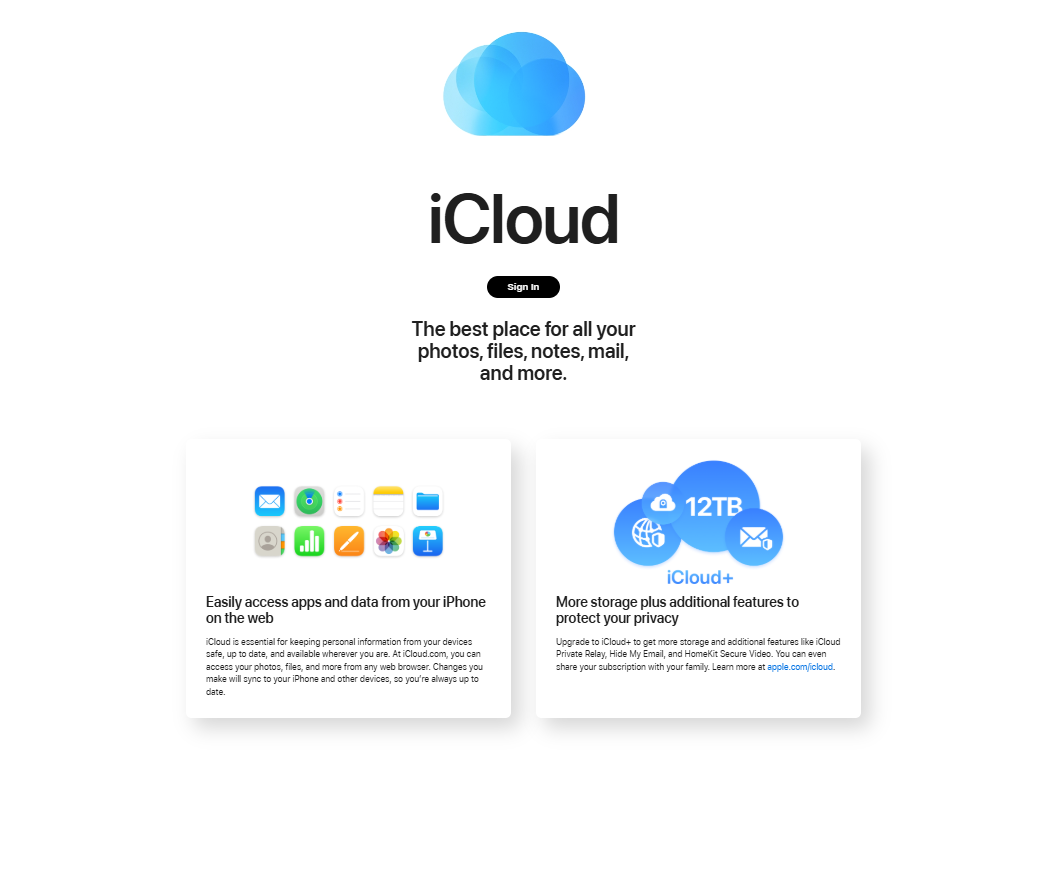 iCloud
Sign In
The best place for all your
photos, files, notes, mail,
and more.
12TB
iCloud+
Easily access apps and data from your iPhone
on the web
iCloud is essential for keeping personal information from your devices
safe, up to date, and available wherever you are. At iCloud.com, you can
access your photos, files, and more from any web browser. Changes you
make will sync to your iPhone and other devices, so you’re always up to
date.
More storage plus additional features to
protect your privacy
Upgrade to iCloud+ to get more storage and additional features like iCloud
Private Relay, Hide My Email, and HomeKit Secure Video. You can even
share your subscription with your family. Learn more at apple.com/icloud.